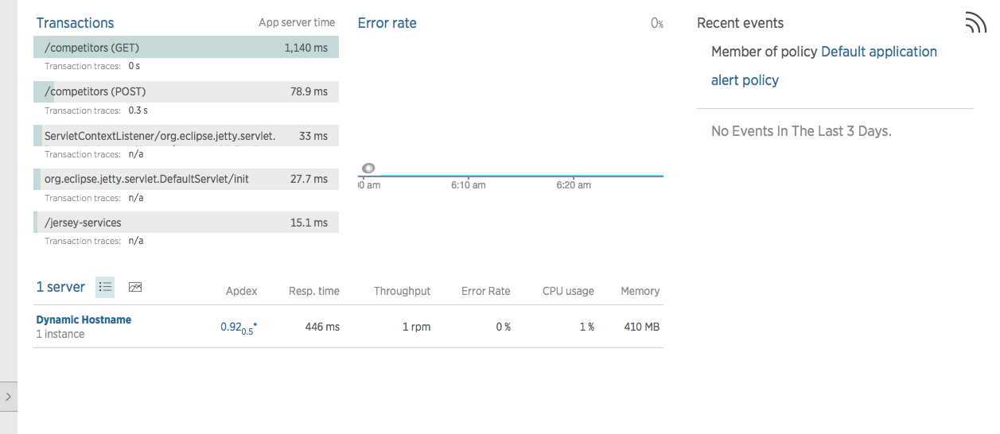 Transactions App server time
/competitors (GET) 1,140 ms
Transaction traces: 0 s
/competitors (POST) 78.9 ms
Transaction traces: 0.3 s
ServletContextListener/org.eclipse.jetty.servlet. 33 ms
Transaction traces: n/a
org.eclipse.jetty.servlet.DefaultServlet/init 27.7 ms
Transaction traces: n/a
/jersey-services 15.1 ms
Transaction traces: n/a
Error rate 0%
0 am 6:10 am 6:20 am
Recent events
Member of policy Default application
alert policy
No Events In The Last 3 Days.
1 server Apdex Resp. time Throughput Error Rate CPU usage Memory
Dynamic Hostname 0.92 0.5* 446 ms 1 rpm 0 % 1 % 410 MB
1 instance